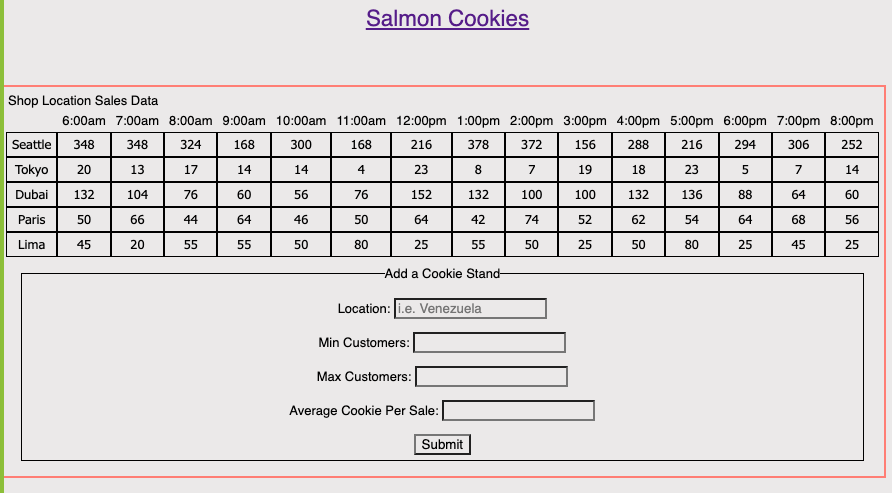 Salmon Cookies
Shop Location Sales Data
6:00am 7:00am 8:00am 9:00am 10:00am 11:00am 12:00pm 1:00pm 2:00pm 3:00pm 4:00pm 5:00pm 6:00pm 7:00pm 8:00pm
Seattle 348 348 324 168 300 168 216 378 372 156 288 216 294 306 252
Tokyo 20 13 17 14 14 4 23 8 7 19 18 23 5 7 14
Dubai 132 104 76 60 56 76 152 132 100 100 132 136 88 64 60
Paris 50 66 44 64 46 50 64 42 74 52 62 54 64 68 56
Lima 45 20 55 55 50 80 25 55 50 25 50 80 25 45 25
Add a Cookie Stand
Location: i.e. Venezuela
Min Customers:
Max Customers:
Average Cookie Per Sale:
Submit